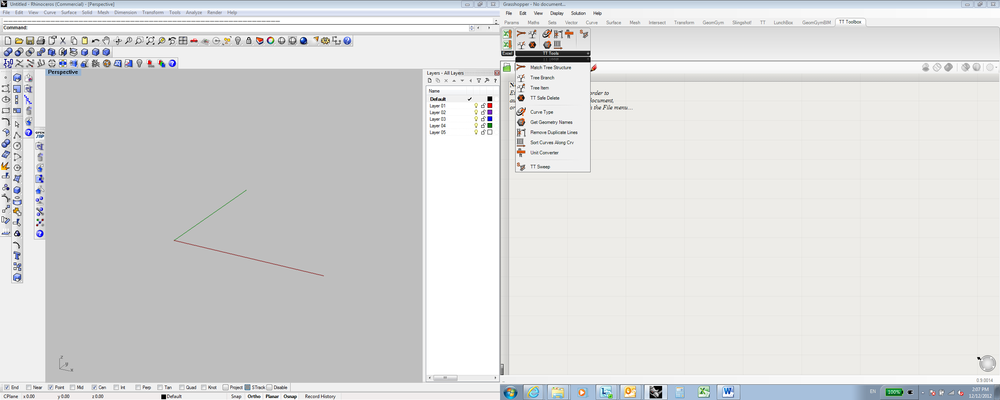 Untitled - Rhinoceros (Commercial) - [Perspective]
File Edit View Curve Surface Solid Mesh Dimension Transform Tools Analyze Render Help
Command:
Perspective
OPEN
SAP
z
y
x
Layers - All Layers
Name
Default
Layer 01
Layer 02
Layer 03
Layer 04
Layer 05
End Near Point Mid Cen Int Perp Tan Quad Knot Project STrack Disable
CPlane x 0.00 y 0.00 z 0.00 Default Snap Ortho Planar Osnap Record History
Grasshopper - No document...
File Edit View Display Solution Help
Params Maths Sets Vector Curve Surface Mesh Intersect Transform GeomGym Slingshot! TT LunchBox GeomGymBIM TT Toolbox
m
ft
S
Excel
TT Tools
TT Tools
Match Tree Structure
Tree Branch
Tree Item
TT Safe Delete
Curve Type
Get Geometry Names
Remove Duplicate Lines
Sort Curves Along Crv
m
ft
Unit Converter
S
TT Sweep
order to
document,
or
h the File menu...
0.9.0014
EN
100%
2:07 PM
12/12/2012